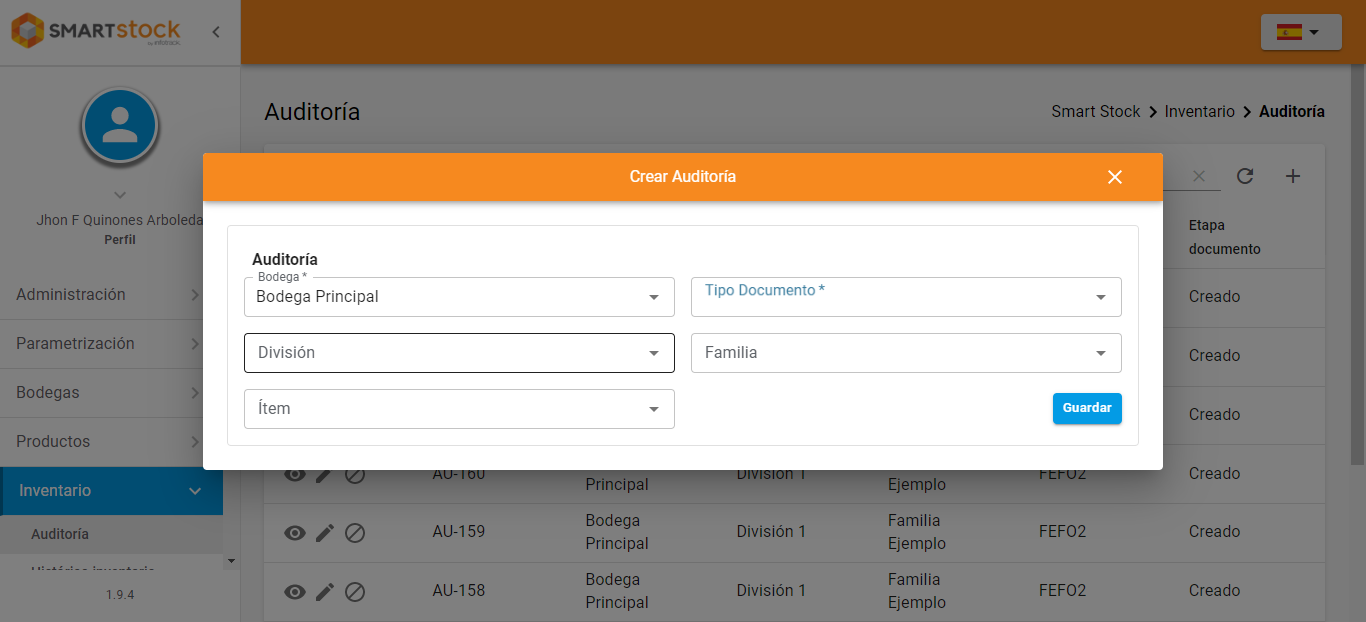 SMARTstock
by infotrack
Jhon F Quinones Arboleda
Perfil
Administración
Parametrización
Bodegas
Productos
Inventario
Auditoría
Histórico inventario
1.9.4
Auditoría
Smart Stock > Inventario > Auditoría
Crear Auditoría
Auditoría
Bodega *
Bodega Principal
Tipo Documento *
División
Familia
Ítem
Guardar
Etapa
documento
Creado
Creado
Creado
AU-160
Principal
División 1
Ejemplo
FEFO2
Creado
AU-159
Bodega
Principal
División 1
Familia
Ejemplo
FEFO2
Creado
AU-158
Bodega
Principal
División 1
Familia
Ejemplo
FEFO2
Creado